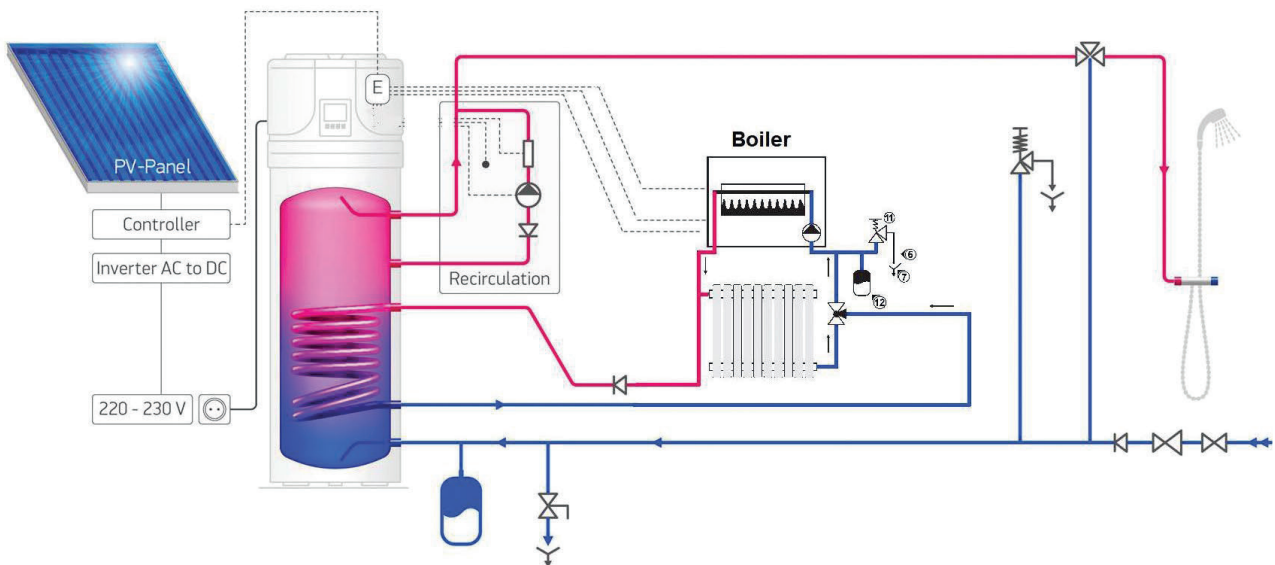 PV-Panel
Controller
Inverter AC to DC
220 - 230 V
E
Recirculation
Boiler
11
6
7
12